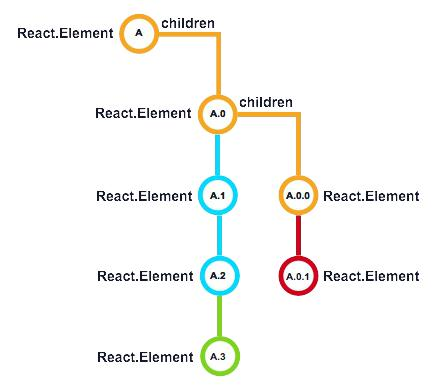 children
React.Element A
children
React.Element A.0
React.Element A.1
A.0.0 React.Element
React.Element A.2
A.0.1 React.Element
React.Element A.3